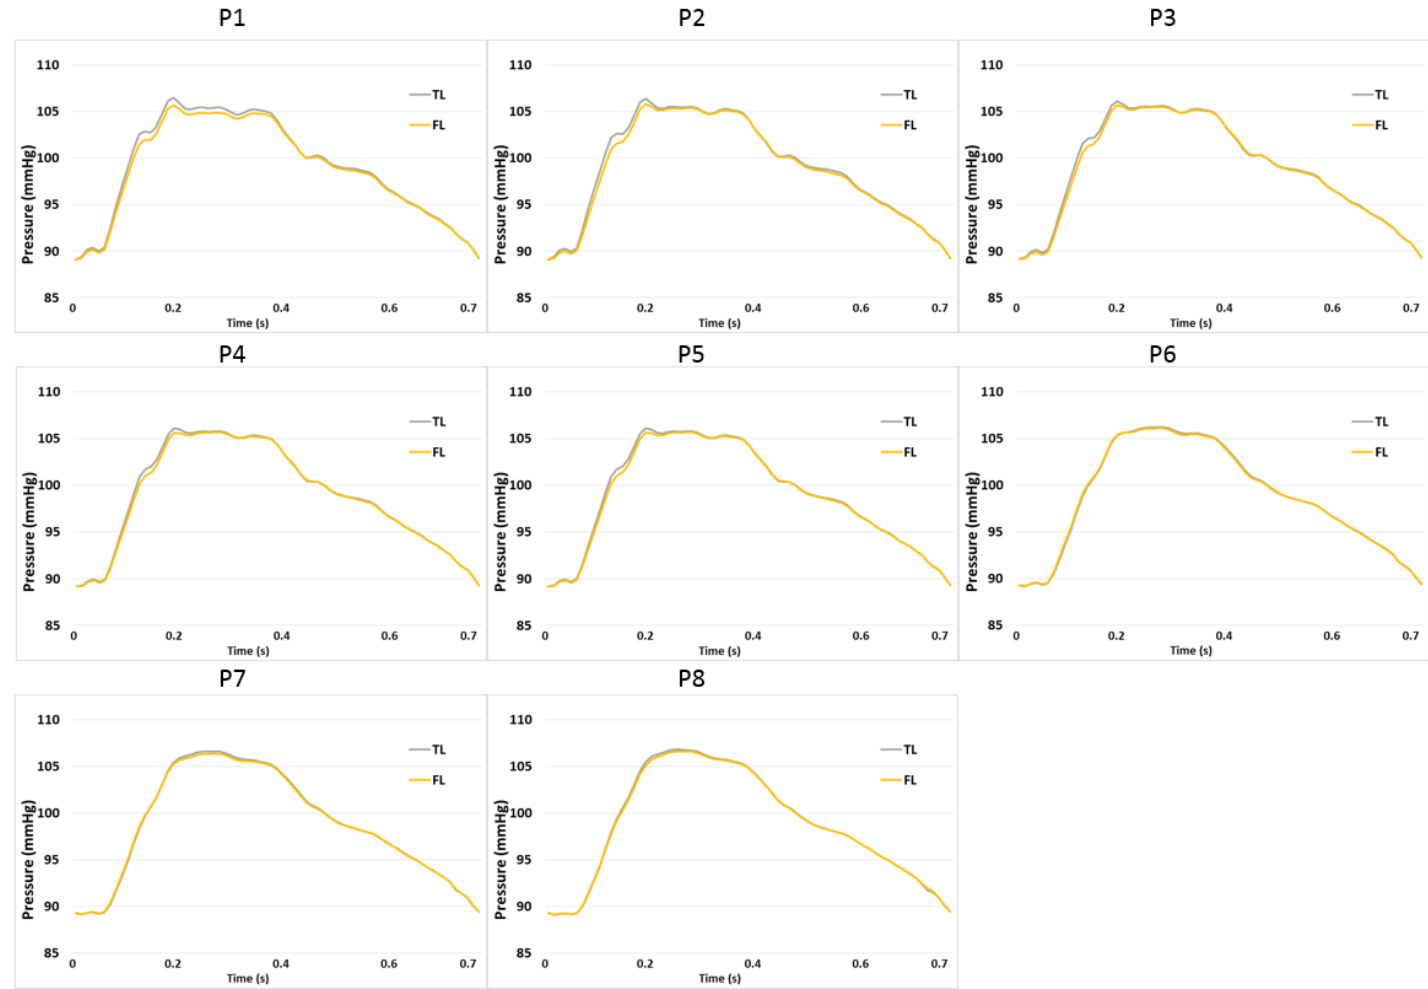 P1 P2 P3
110 110 110
TL TL TL
105 105 105
FL FL FL
100 100 100
Pressure (mmHg) Pressure (mmHg) Pressure (mmHg)
95 95 95
90 90 90
85 85 85
0 0.2 0.4 0.6 0.7 0 0.2 0.4 0.6 0.7 0 0.2 0.4 0.6 0.7
Time (s) Time (s) Time (s)
P4 P5 P6
110 110 110
TL TL TL
105 105 105
FL FL FL
100 100 100
Pressure (mmHg) Pressure (mmHg) Pressure (mmHg)
95 95 95
90 90 90
85 85 85
0 0.2 0.4 0.6 0.7 0 0.2 0.4 0.6 0.7 0 0.2 0.4 0.6 0.7
Time (s) Time (s) Time (s)
P7 P8
110 110
TL TL
105 105
FL FL
100 100
Pressure (mmHg) Pressure (mmHg)
95 95
90 90
85 85
0 0.2 0.4 0.6 0.7 0 0.2 0.4 0.6 0.7
Time (s) Time (s)